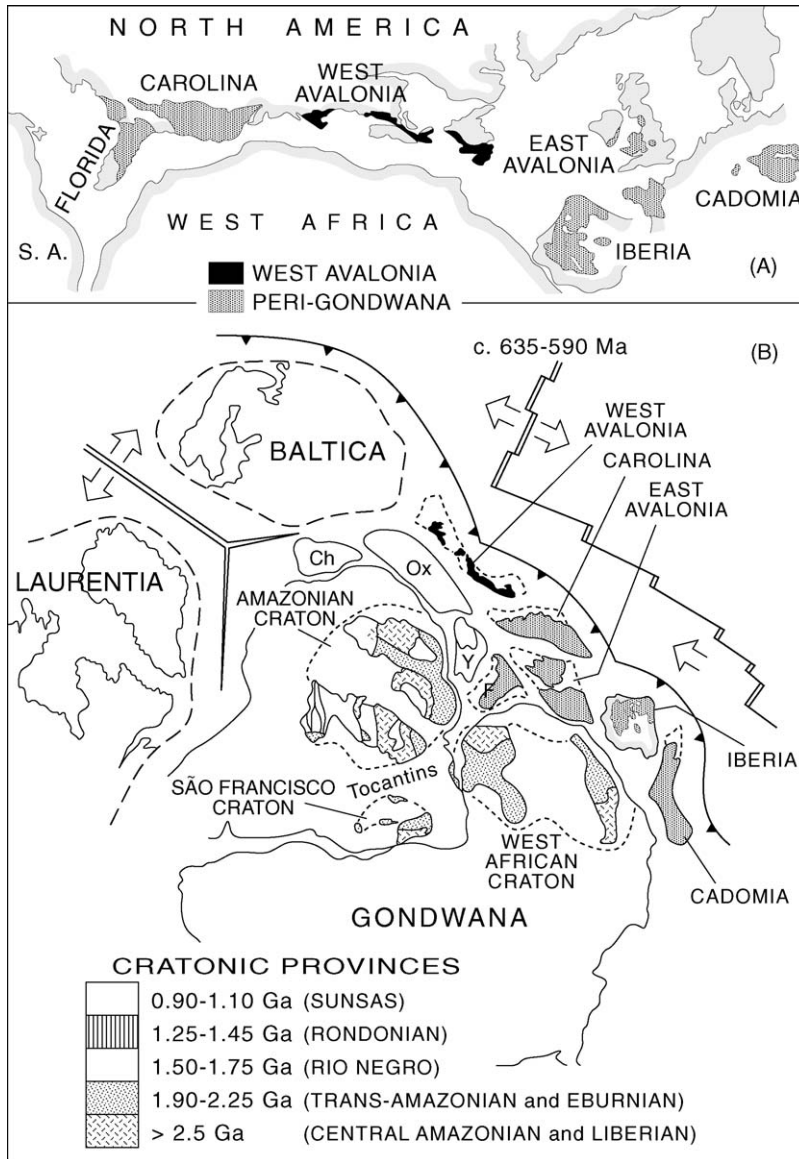 NORTH AMERICA
CAROLINA
WEST
AVALONIA
FLORIDA
EAST
AVALONIA
CADOMIA
WEST AFRICA
S. A.
IBERIA
(A)
WEST AVALONIA
PERI-GONDWANA
c. 635-590 Ma
(B)
WEST
AVALONIA
CAROLINA
EAST
AVALONIA
BALTICA
LAURENTIA
Ch
Ox
AMAZONIAN
CRATON
Y
F
IBERIA
Tocantins
SÃO FRANCISCO
CRATON
WEST
AFRICAN
CRATON
CADOMIA
GONDWANA
CRATONIC PROVINCES
0.90-1.10 Ga (SUNSAS)
1.25-1.45 Ga (RONDONIAN)
1.50-1.75 Ga (RIO NEGRO)
1.90-2.25 Ga (TRANS-AMAZONIAN and EBURNIAN)
> 2.5 Ga (CENTRAL AMAZONIAN and LIBERIAN)